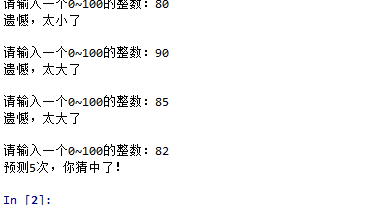 请输入一个0~100的整数：80
遗憾，太小了
请输入一个0~100的整数：90
遗憾，太大了
请输入一个0~100的整数：85
遗憾，太大了
请输入一个0~100的整数：82
预测5次，你猜中了！
In [2]: